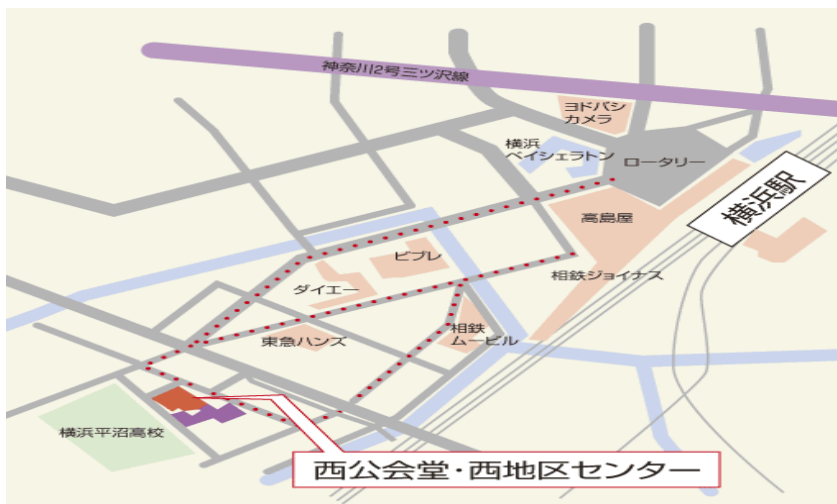 神奈川2号三ツ沢線
ヨドバシ
カメラ
横浜
ベイシェラトン
ロータリー
横浜駅
高島屋
ビブレ
相鉄ジョイナス
ダイエー
東急ハンズ
相鉄
ムービル
横浜平沼高校
西公会堂・西地区センター